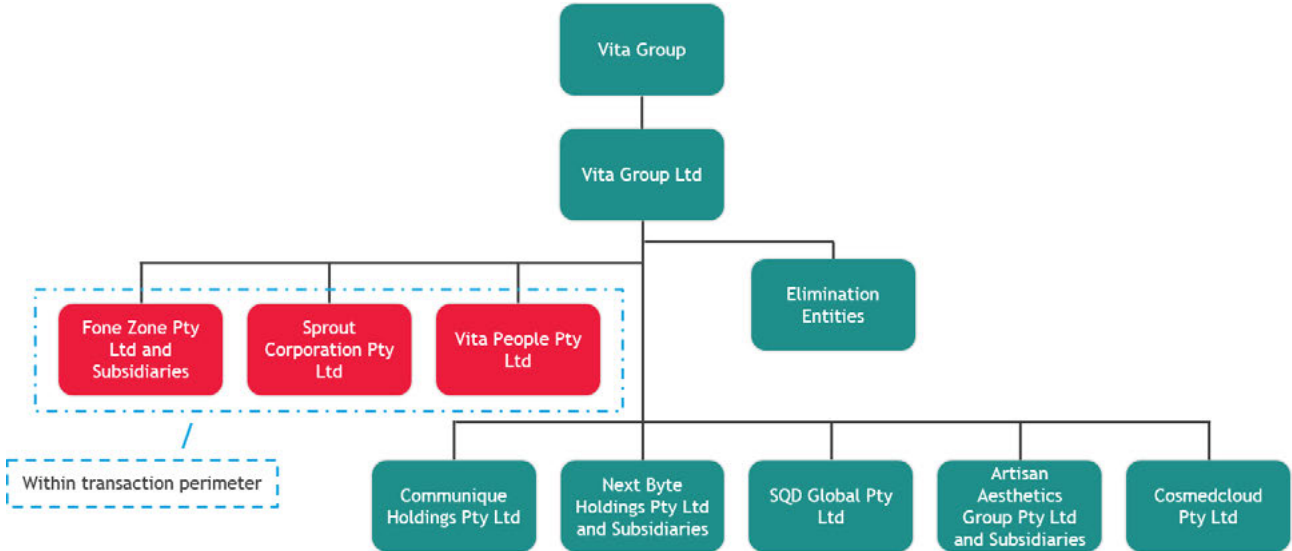 Vita Group
Vita Group Ltd
Elimination
Entities
Fone Zone Pty
Ltd and
Subsidiaries
Sprout
Corporation Pty
Ltd
Vita People Pty
Ltd
Within transaction perimeter
Communique
Holdings Pty Ltd
Next Byte
Holdings Pty Ltd
and Subsidiaries
SQD Global Pty
Ltd
Artisan
Aesthetics
Group Pty Ltd
and Subsidiaries
Cosmedcloud
Pty Ltd